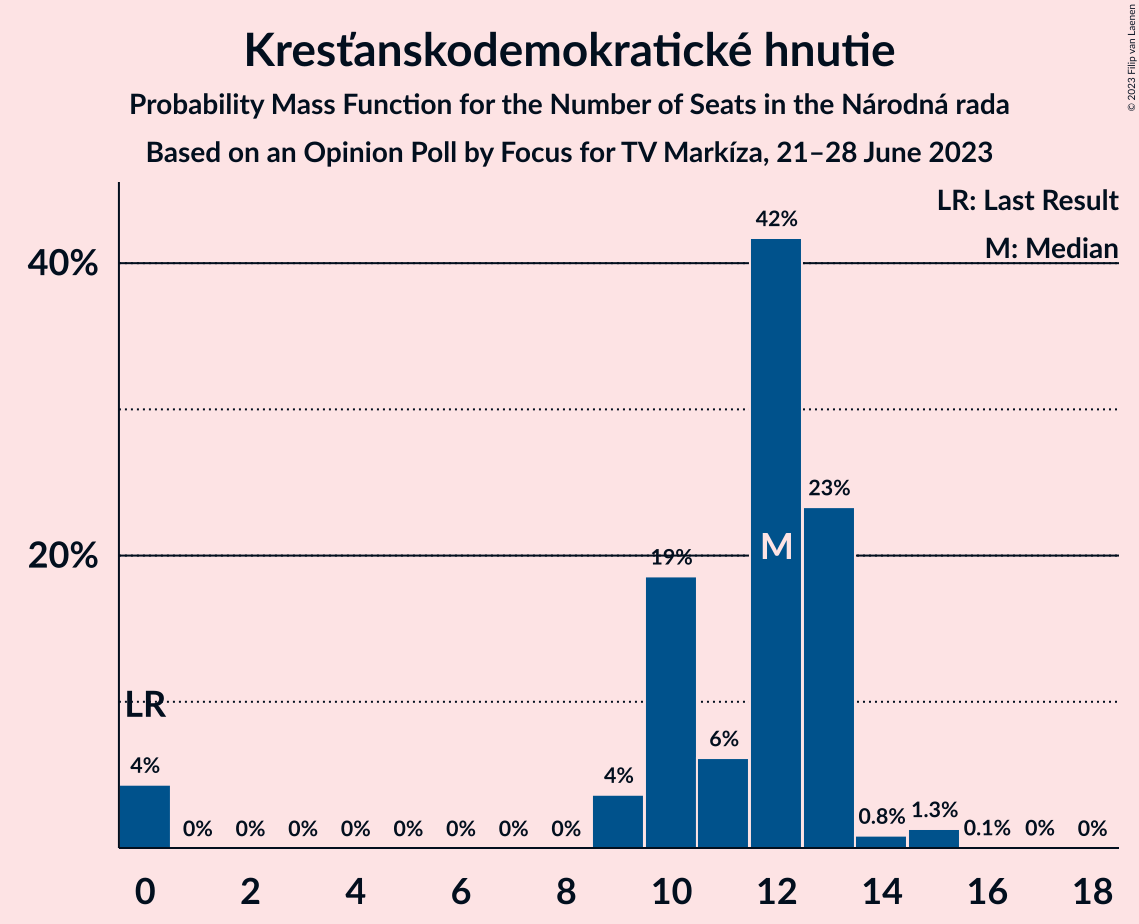 Kresťanskodemokratické hnutie
Probability Mass Function for the Number of Seats in the Národná rada
Based on an Opinion Poll by Focus for TV Markíza, 21–28 June 2023
© 2023 Filip van Laenen
LR: Last Result
M: Median
40%
20%
42%
23%
19%
M
LR
6%
4%
4%
0% 0% 0% 0% 0% 0% 0% 0%
0.8% 1.3% 0.1% 0% 0%
0 2 4 6 8 10 12 14 16 18